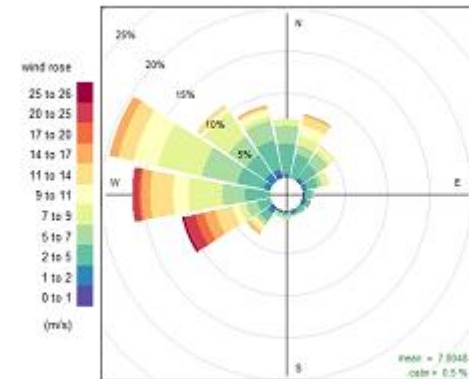 N
25%
20%
15%
10%
5%
W
E
S
wind rose
25 to 26
20 to 25
17 to 20
14 to 17
11 to 14
9 to 11
7 to 9
5 to 7
2 to 5
1 to 2
0 to 1
(m/s)
mean = 7.8048
calm = 0.5 %